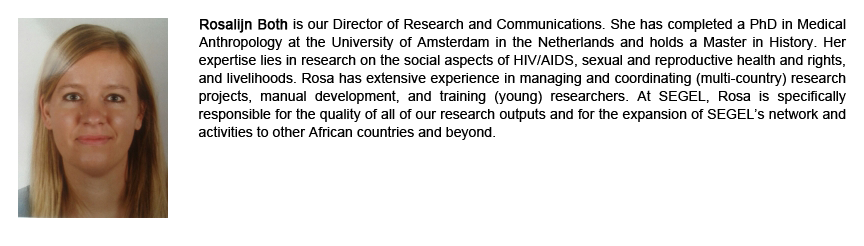 Rosalijn Both is our Director of Research and Communications. She has completed a PhD in Medical
Anthropology at the University of Amsterdam in the Netherlands and holds a Master in History. Her
expertise lies in research on the social aspects of HIV/AIDS, sexual and reproductive health and rights,
and livelihoods. Rosa has extensive experience in managing and coordinating (multi-country) research
projects, manual development, and training (young) researchers. At SEGEL, Rosa is specifically
responsible for the quality of all of our research outputs and for the expansion of SEGEL's network and
activities to other African countries and beyond.